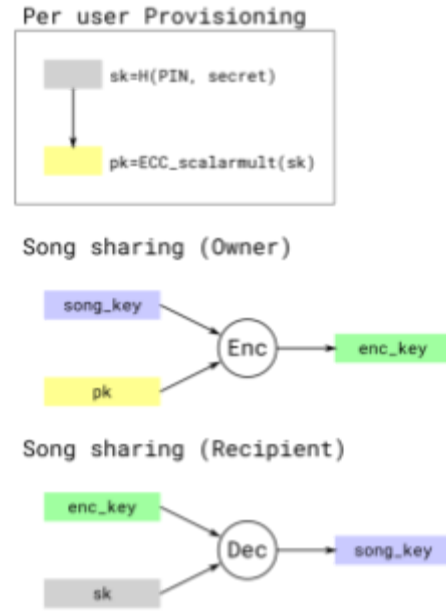 Per user Provisioning
sk=H(PIN, secret)
pk=ECC_scalarmult(sk)
Song sharing (Owner)
song_key
Enc
enc_key
pk
Song sharing (Recipient)
enc_key
Dec
song_key
sk